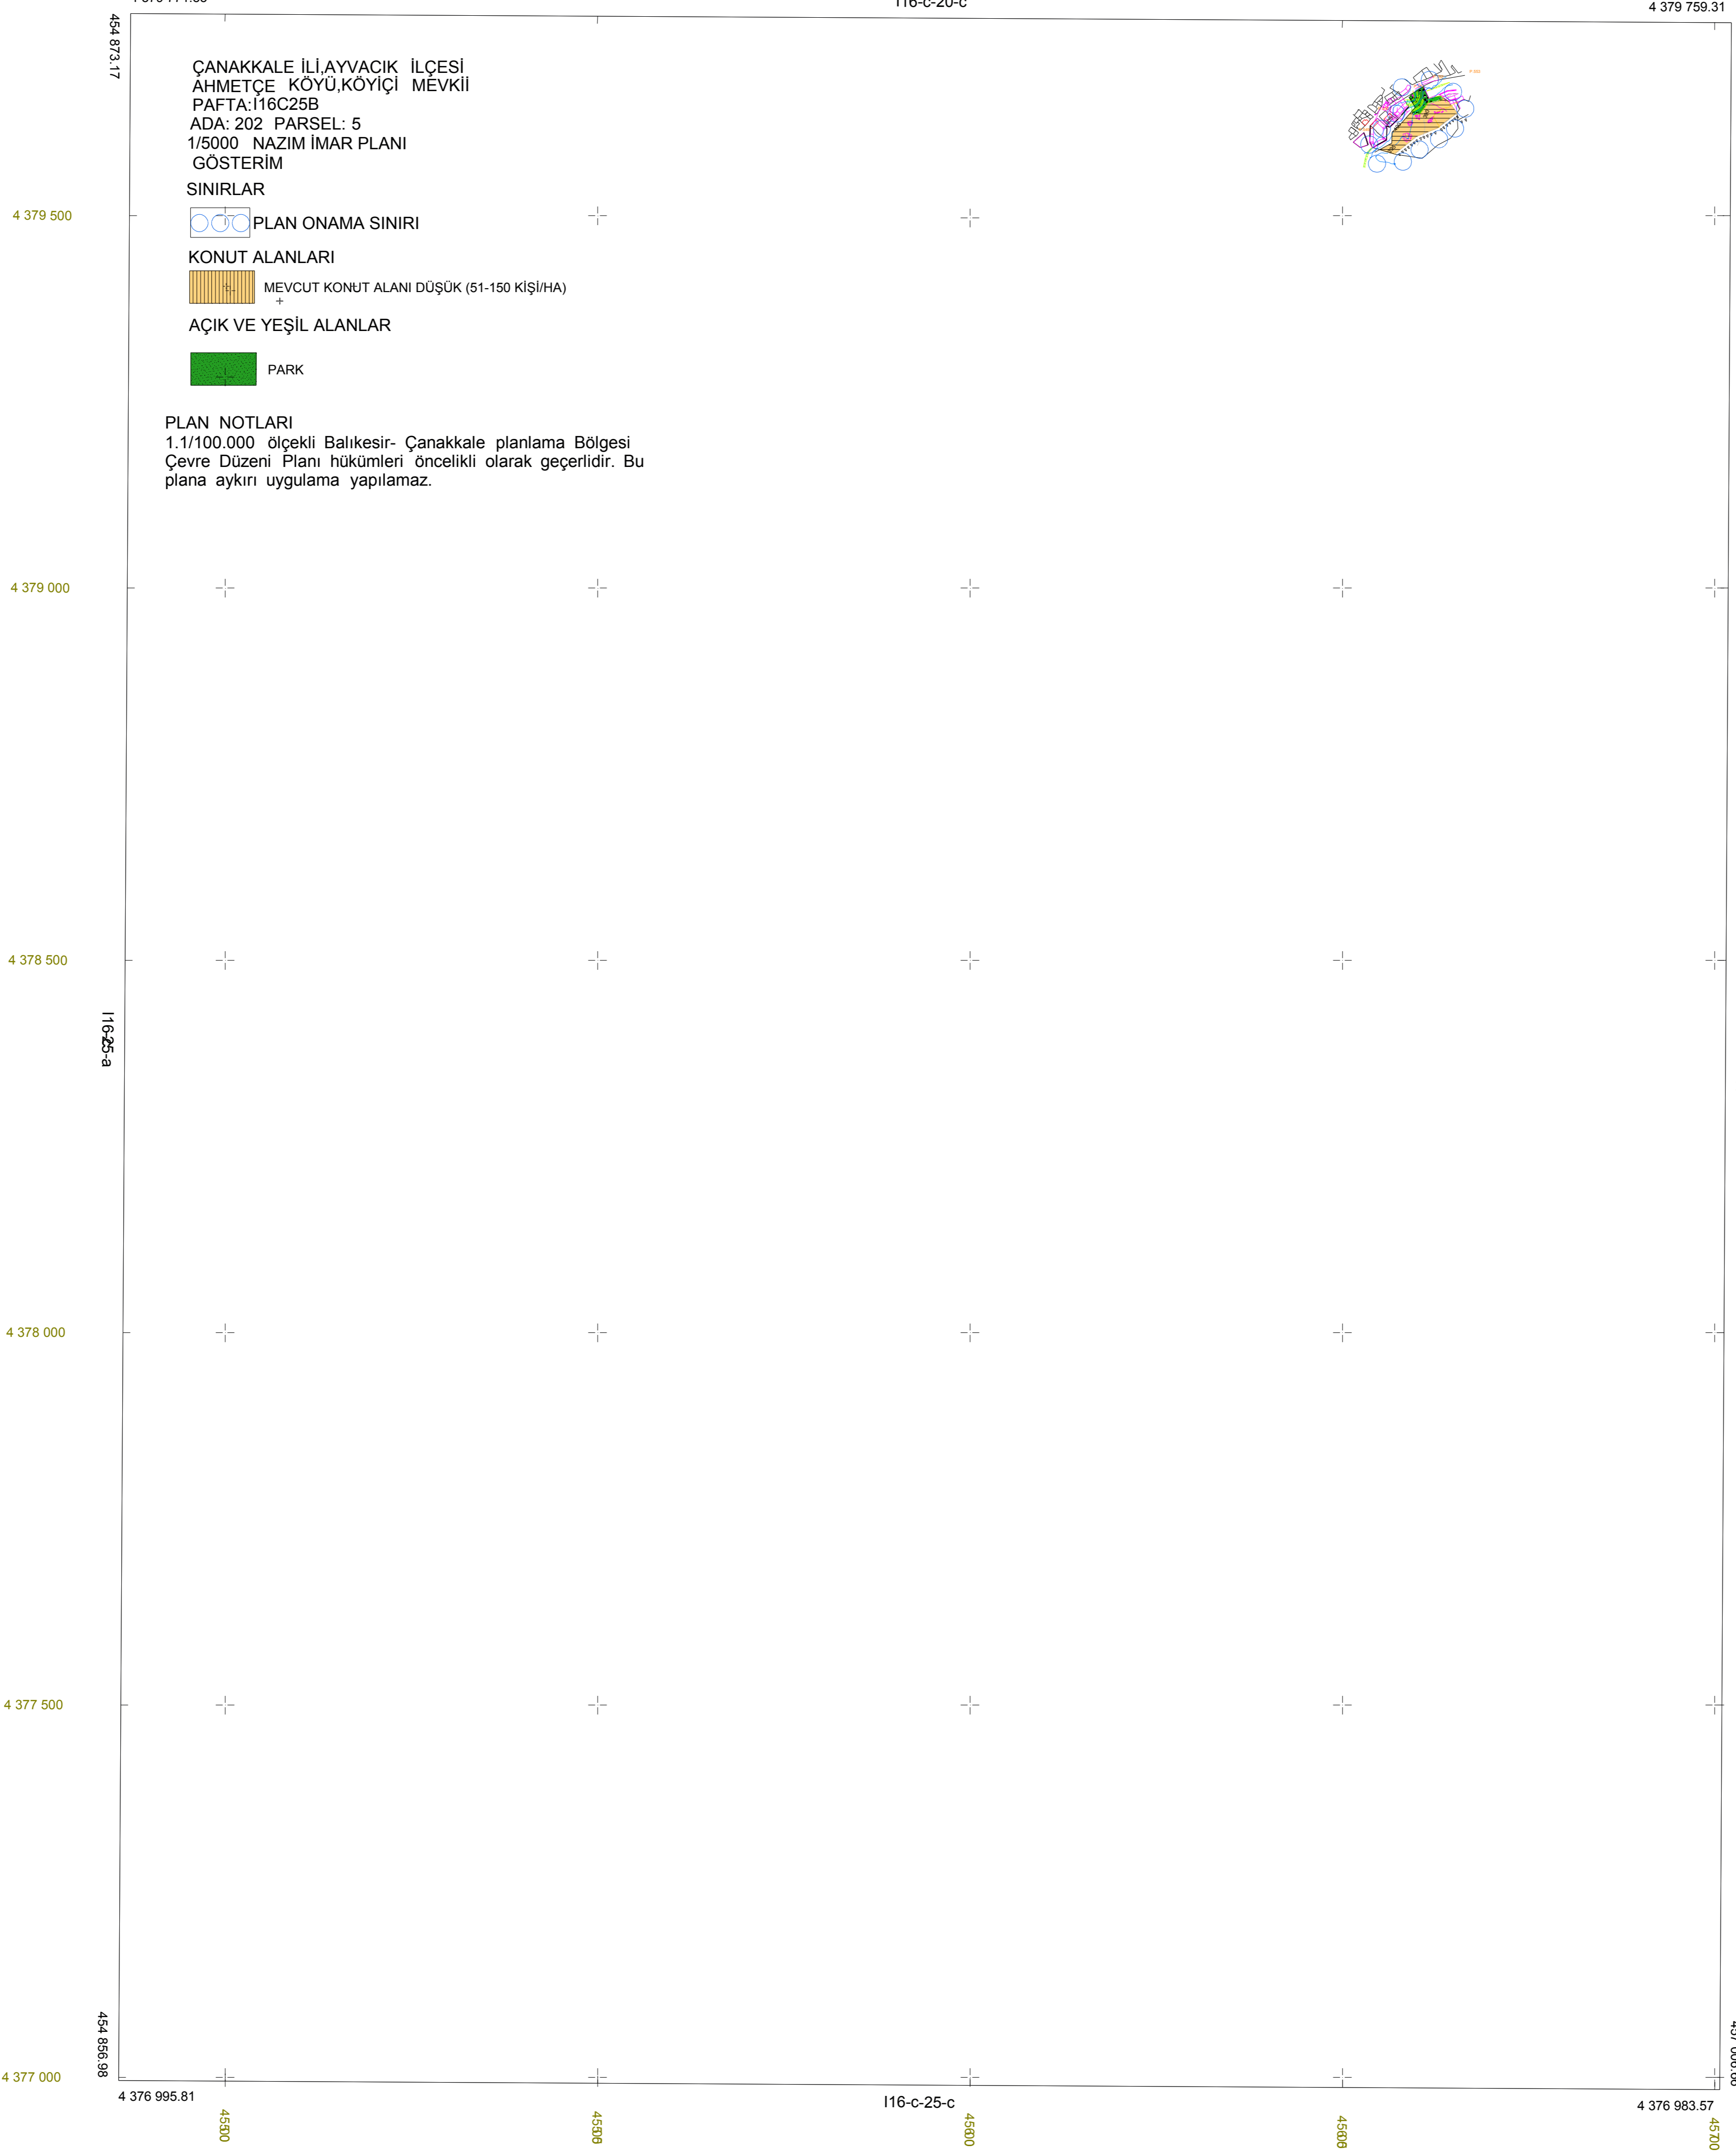 I16-c-20-c
4 379 759.31
454 873.17
ÇANAKKALE İLİ,AYVACIK İLÇESİ
AHMETÇE KÖYÜ,KÖYİÇİ MEVKİİ
PAFTA:I16C25B
ADA: 202 PARSEL: 5
1/5000 NAZIM İMAR PLANI
GÖSTERİM
SINIRLAR
4 379 500
PLAN ONAMA SINIRI
KONUT ALANLARI
MEVCUT KONUT ALANI DÜŞÜK (51-150 KİŞİ/HA)
AÇIK VE YEŞİL ALANLAR
PARK
PLAN NOTLARI
1.1/100.000 ölçekli Balıkesir- Çanakkale planlama Bölgesi
Çevre Düzeni Planı hükümleri öncelikli olarak geçerlidir. Bu
plana aykırı uygulama yapılamaz.
4 379 000
4 378 500
4 378 000
4 377 500
454 856.98
4 377 000
4 376 995.81
I16-c-25-c
4 376 983.57